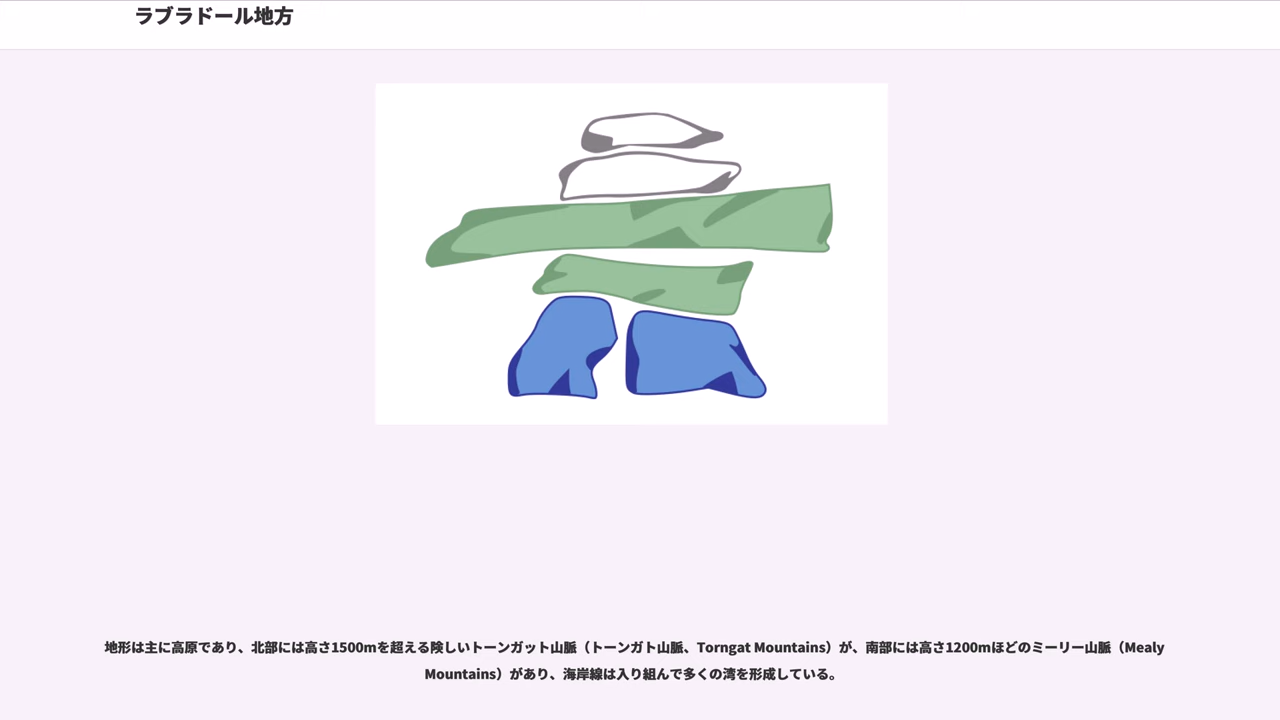 ラブラドール地方
地形は主に高原であり、北部には高さ1500mを超える険しいトーンガット山脈（トーンガト山脈、Torngat Mountains）が、南部には高さ1200mほどのミーリー山脈（Mealy
Mountains）があり、海岸線は入り組んで多くの湾を形成している。